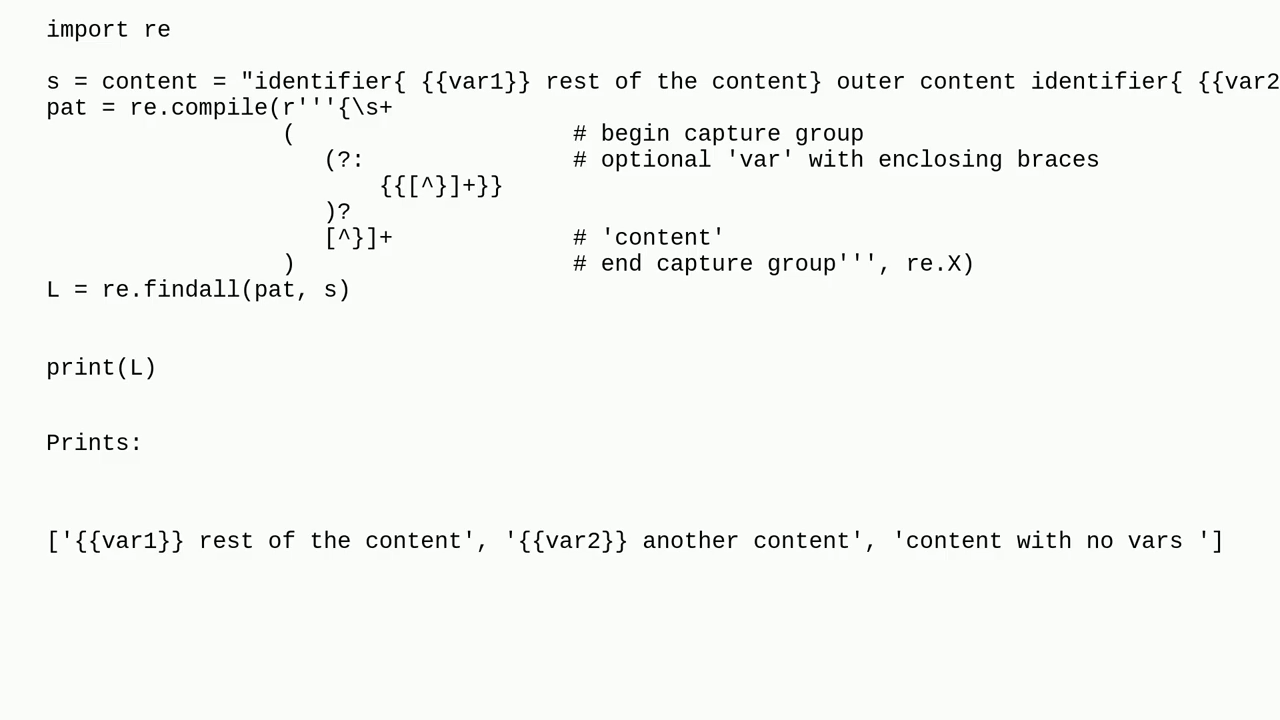 import re
s = content = "identifier{ {{var1}} rest of the content} outer content identifier{ {{var2
pat = re.compile(r'''{\s+
( # begin capture group
(?: # optional 'var' with enclosing braces
{{[^}]+}}
)?
[^}]+ # 'content'
) # end capture group''', re.X)
L = re.findall(pat, s)
print(L)
Prints:
['{{var1}} rest of the content', '{{var2}} another content', 'content with no vars ']